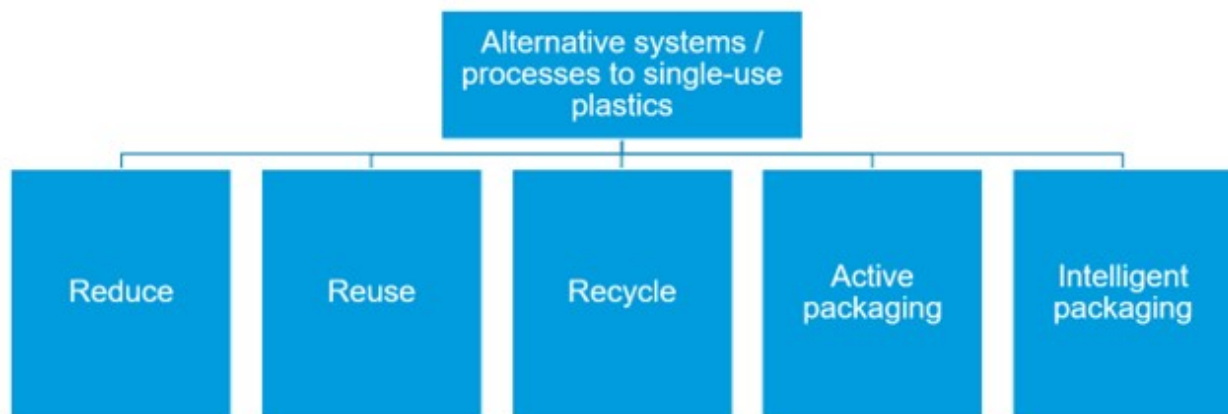 Alternative systems /
processes to single-use
plastics
Reduce
Reuse
Recycle
Active
packaging
Intelligent
packaging